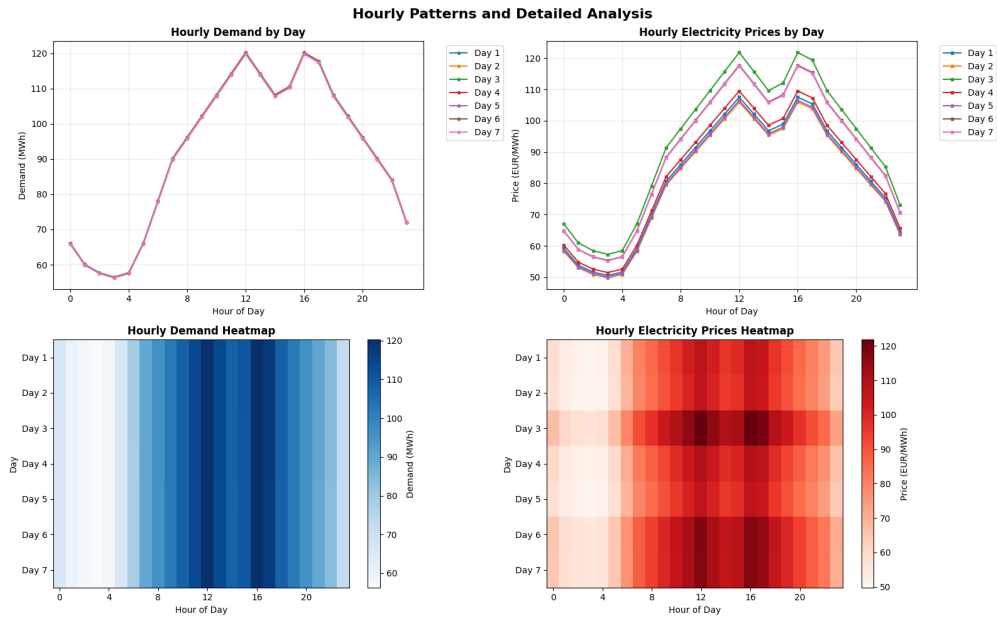 Hourly Patterns and Detailed Analysis
Hourly Demand by Day
Demand (MWh)
120
110
100
90
80
70
60
0 4 8 12 16 20
Hour of Day
Day 1
Day 2
Day 3
Day 4
Day 5
Day 6
Day 7
Hourly Electricity Prices by Day
Price (EUR/MWh)
120
110
100
90
80
70
60
50
0 4 8 12 16 20
Hour of Day
Day 1
Day 2
Day 3
Day 4
Day 5
Day 6
Day 7
Hourly Demand Heatmap
Day
Day 1
Day 2
Day 3
Day 4
Day 5
Day 6
Day 7
0 4 8 12 16 20
Hour of Day
120
110
100
90
80
70
60
Demand (MWh)
Hourly Electricity Prices Heatmap
Day
Day 1
Day 2
Day 3
Day 4
Day 5
Day 6
Day 7
0 4 8 12 16 20
Hour of Day
120
110
100
90
80
70
60
50
Price (EUR/MWh)